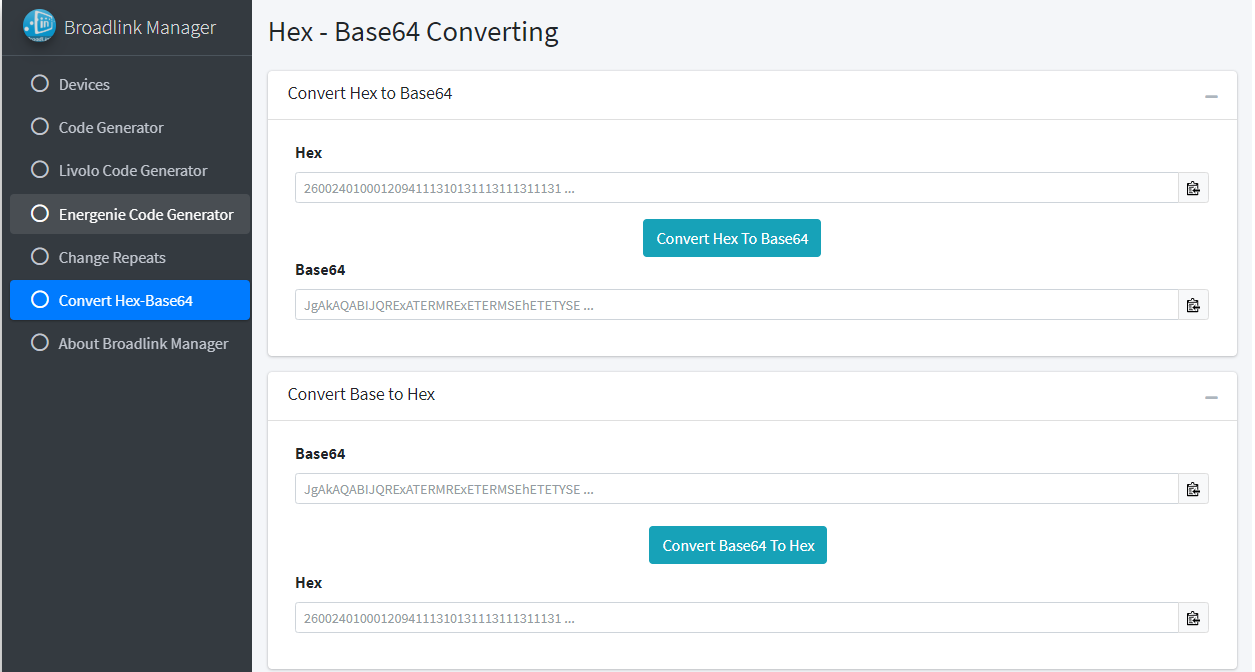 Broadlink Manager
Devices
Code Generator
Livolo Code Generator
Energenie Code Generator
Change Repeats
Convert Hex-Base64
About Broadlink Manager
Hex - Base64 Converting
Convert Hex to Base64
Hex
26002401000120941113101311131113111131 ...
Convert Hex To Base64
Base64
JgAkAQABIJQRExATERMRExETERMSEhETETYSE ...
Convert Base to Hex
Base64
JgAkAQABIJQRExATERMRExETERMSEhETETYSE ...
Convert Base64 To Hex
Hex
26002401000120941113101311131113111131 ...